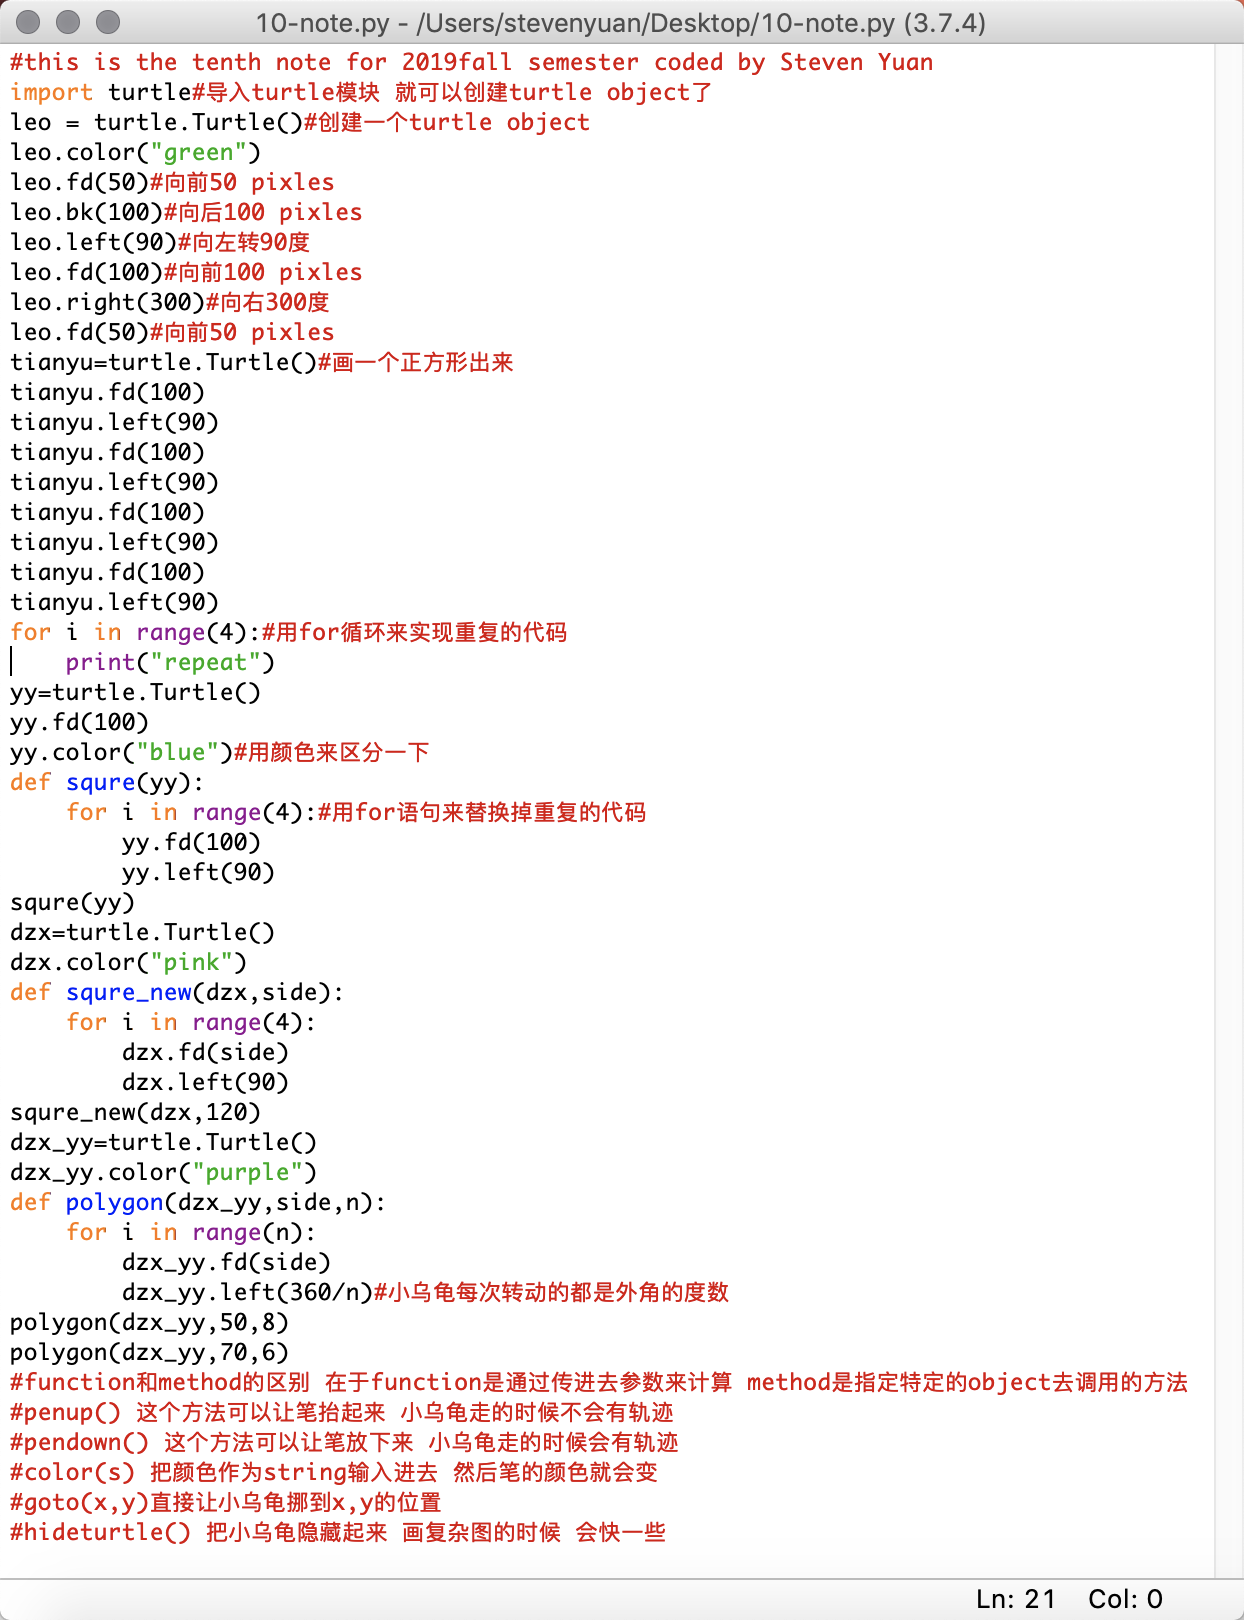 10-note.py - /Users/stevenyuan/Desktop/10-note.py (3.7.4)
#this is the tenth note for 2019fall semester coded by Steven Yuan
import turtle#导入turtle模块 就可以创建turtle object了
leo = turtle.Turtle()#创建一个turtle object
leo.color("green")
leo.fd(50)#向前50 pixles
leo.bk(100)#向后100 pixles
leo.left(90)#向左转90度
leo.fd(100)#向前100 pixles
leo.right(300)#向右300度
leo.fd(50)#向前50 pixles
tianyu=turtle.Turtle()#画一个正方形出来
tianyu.fd(100)
tianyu.left(90)
tianyu.fd(100)
tianyu.left(90)
tianyu.fd(100)
tianyu.left(90)
tianyu.fd(100)
tianyu.left(90)
for i in range(4):#用for循环来实现重复的代码
    print("repeat")
yy=turtle.Turtle()
yy.fd(100)
yy.color("blue")#用颜色来区分一下
def squre(yy):
    for i in range(4):#用for语句来替换掉重复的代码
        yy.fd(100)
        yy.left(90)
squre(yy)
dzx=turtle.Turtle()
dzx.color("pink")
def squre_new(dzx,side):
    for i in range(4):
        dzx.fd(side)
        dzx.left(90)
squre_new(dzx,120)
dzx_yy=turtle.Turtle()
dzx_yy.color("purple")
def polygon(dzx_yy,side,n):
    for i in range(n):
        dzx_yy.fd(side)
        dzx_yy.left(360/n)#小乌龟每次转动的都是外角的度数
polygon(dzx_yy,50,8)
polygon(dzx_yy,70,6)
#function和method的区别 在于function是通过传进去参数来计算 method是指定特定的object去调用的方法
#penup() 这个方法可以让笔抬起来 小乌龟走的时候不会有轨迹
#pendown() 这个方法可以让笔放下来 小乌龟走的时候会有轨迹
#color(s) 把颜色作为string输入进去 然后笔的颜色就会变
#goto(x,y)直接让小乌龟挪到x,y的位置
#hideturtle() 把小乌龟隐藏起来 画复杂图的时候 会快一些
Ln: 21 Col: 0